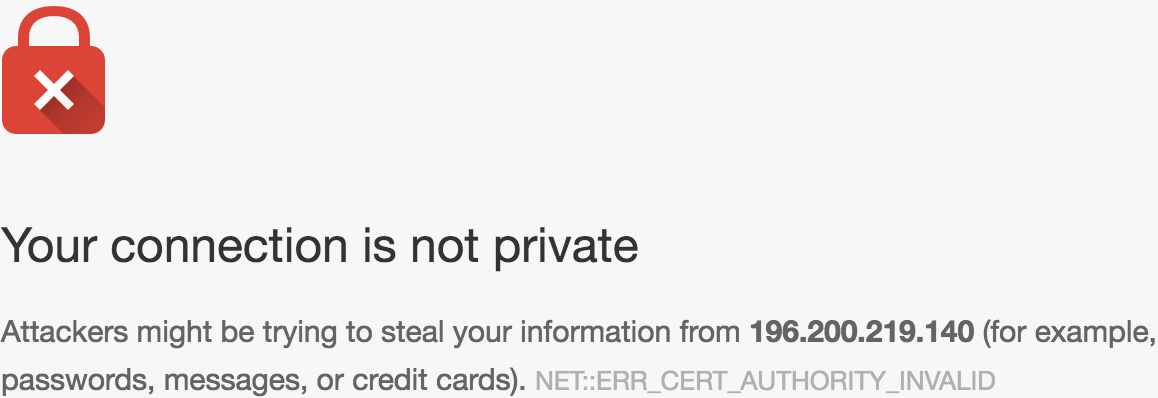 Your connection is not private
Attackers might be trying to steal your information from 196.200.219.140 (for example,
passwords, messages, or credit cards). NET::ERR_CERT_AUTHORITY_INVALID